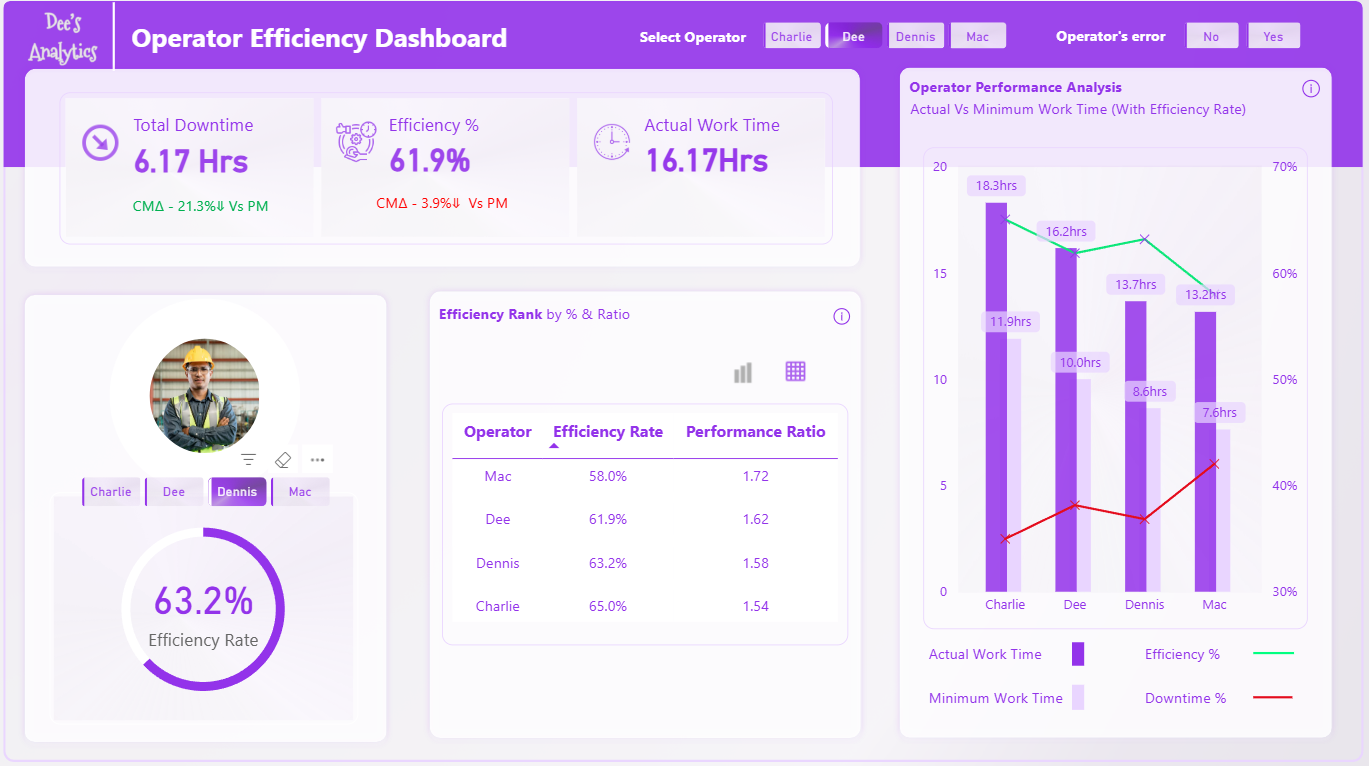 Dee's
Analytics
Operator Efficiency Dashboard
Select Operator
Charlie
Dee
Dennis
Mac
Operator's error
No
Yes
Total Downtime
6.17 Hrs
CMΔ - 21.3%⇓ Vs PM
Efficiency %
61.9%
CMΔ - 3.9%⇓ Vs PM
Actual Work Time
16.17Hrs
Operator Performance Analysis
Actual Vs Minimum Work Time (With Efficiency Rate)
20
15
10
5
0
70%
60%
50%
40%
30%
18.3hrs
16.2hrs
13.7hrs
13.2hrs
11.9hrs
10.0hrs
8.6hrs
7.6hrs
Charlie
Dee
Dennis
Mac
Actual Work Time
Efficiency %
Minimum Work Time
Downtime %
Charlie
Dee
Dennis
Mac
63.2%
Efficiency Rate
Efficiency Rank by % & Ratio
Operator Efficiency Rate Performance Ratio
Mac 58.0% 1.72
Dee 61.9% 1.62
Dennis 63.2% 1.58
Charlie 65.0% 1.54